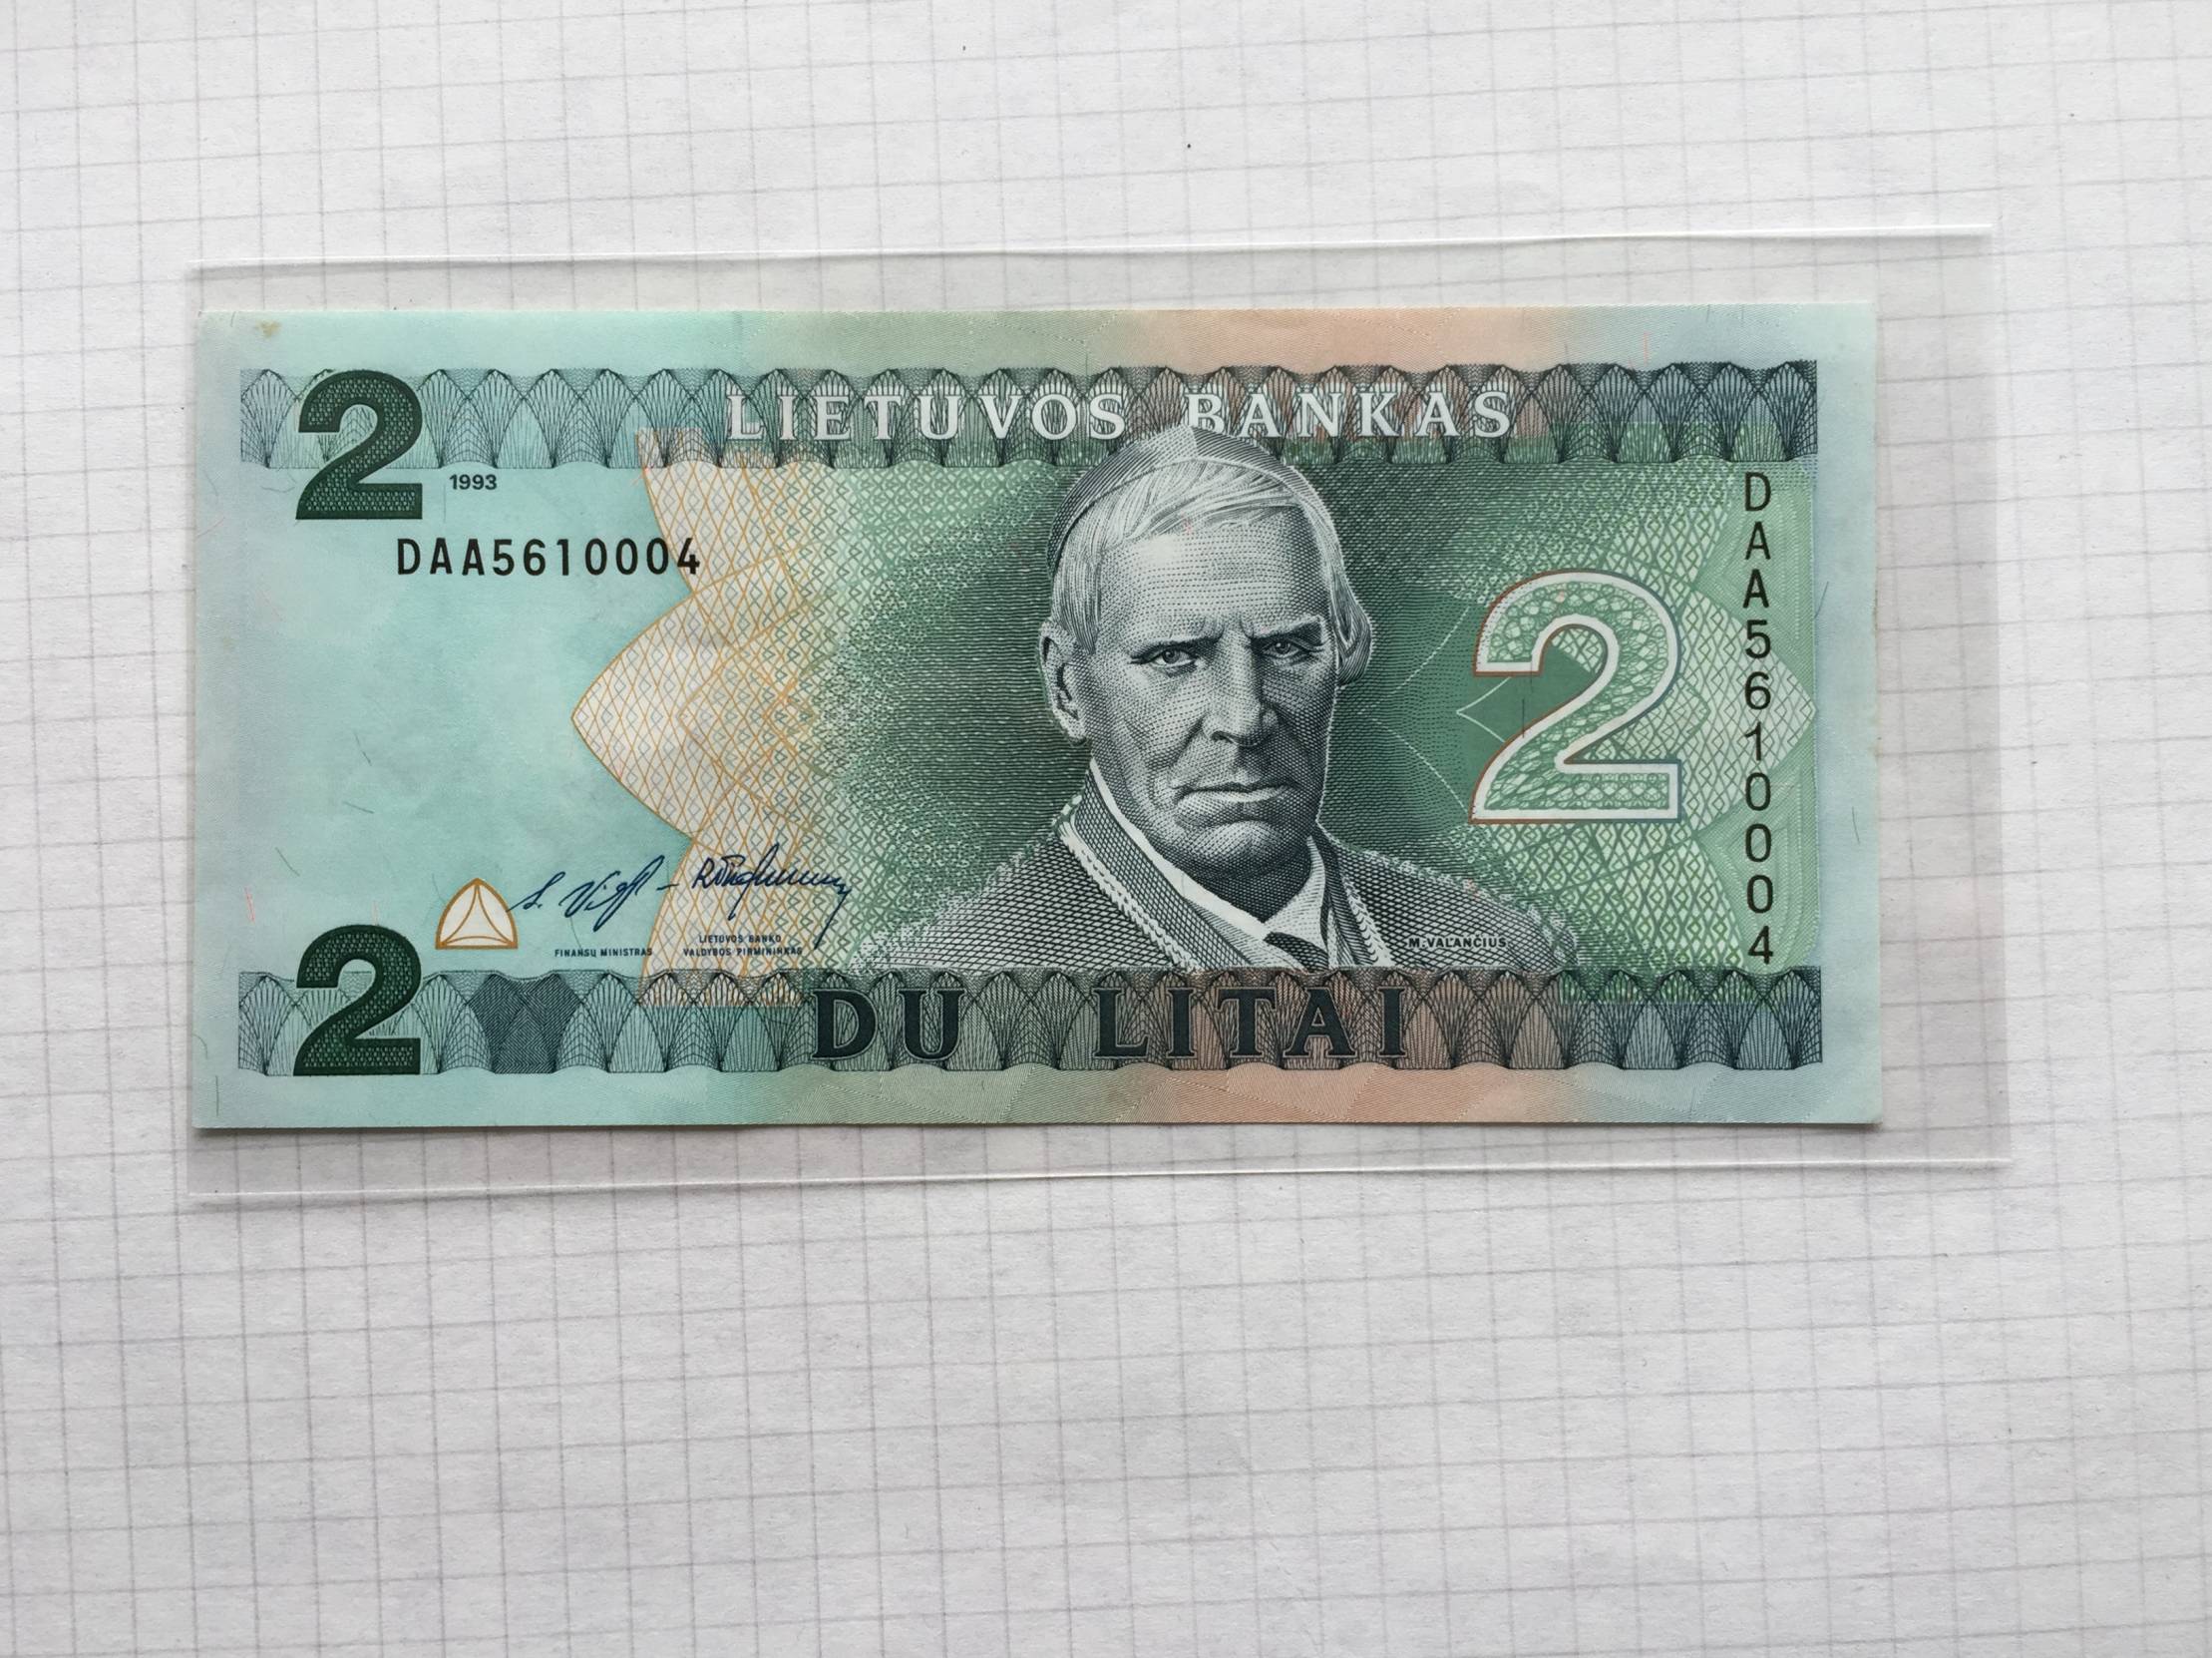 LIETUVOS BANKAS
2
1993
DAA5610004
DAA5610004
2
LIETUVOS BANKO
FINANSŲ MINISTRAS
VALDYBOS PIRMININKAS
M. VALANČIUS
2
DU LITAI